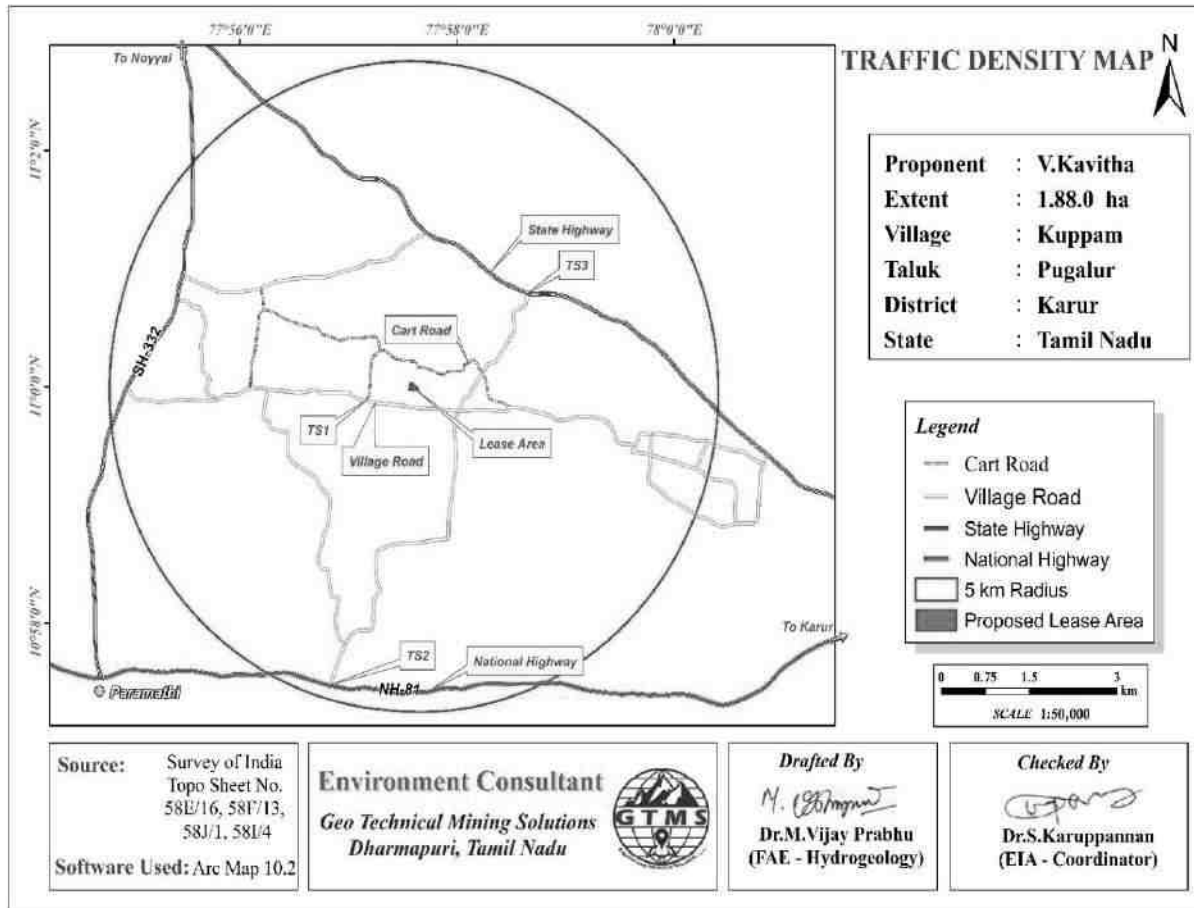 77°56'0"E
77°58'0"E
78°0'0"E
11°2'0"N
11°0'0"N
10°58'0"N
To Noyyal
State Highway
TS3
Cart Road
SH-332
TS1
Village Road
Lease Area
To Karur
TS2
National Highway
NH-81
Paramathi
TRAFFIC DENSITY MAP
N
Proponent : V.Kavitha
Extent : 1.88.0 ha
Village : Kuppam
Taluk : Pugalur
District : Karur
State : Tamil Nadu
Legend
Cart Road
Village Road
State Highway
National Highway
5 km Radius
Proposed Lease Area
0 0.75 1.5 3
km
SCALE 1:50,000
Source: Survey of India
Topo Sheet No.
58E/16, 58F/13,
58J/1, 58I/4
Software Used: Arc Map 10.2
Environment Consultant
Geo Technical Mining Solutions
Dharmapuri, Tamil Nadu
GTMS
Drafted By
Dr.M.Vijay Prabhu
(FAE - Hydrogeology)
Checked By
Dr.S.Karuppannan
(EIA - Coordinator)